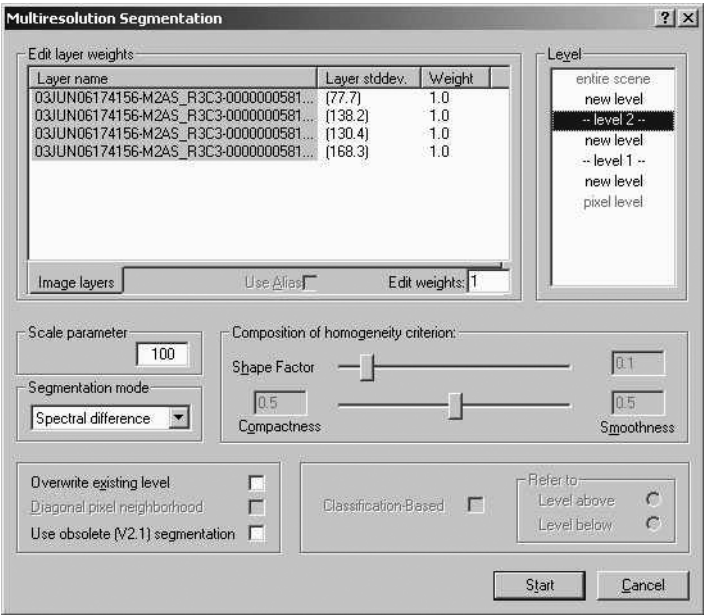 Multiresolution Segmentation
Edit layer weights
Layer name Layer stddev. Weight
03JUN06174156-M2AS_R3C3-0000000581... (77.7) 1.0
03JUN06174156-M2AS_R3C3-0000000581... (138.2) 1.0
03JUN06174156-M2AS_R3C3-0000000581... (130.4) 1.0
03JUN06174156-M2AS_R3C3-0000000581... (168.3) 1.0
Image layers Use Alias Edit weights: 1
Level
entire scene
new level
-- level 2 --
new level
-- level 1 --
new level
pixel level
Scale parameter
100
Segmentation mode
Spectral difference
Composition of homogeneity criterion:
Shape Factor 0.1
0.5 0.5
Compactness Smoothness
Overwrite existing level
Diagonal pixel neighborhood
Use obsolete (V2.1) segmentation
Classification-Based
Refer to
Level above
Level below
Start Cancel